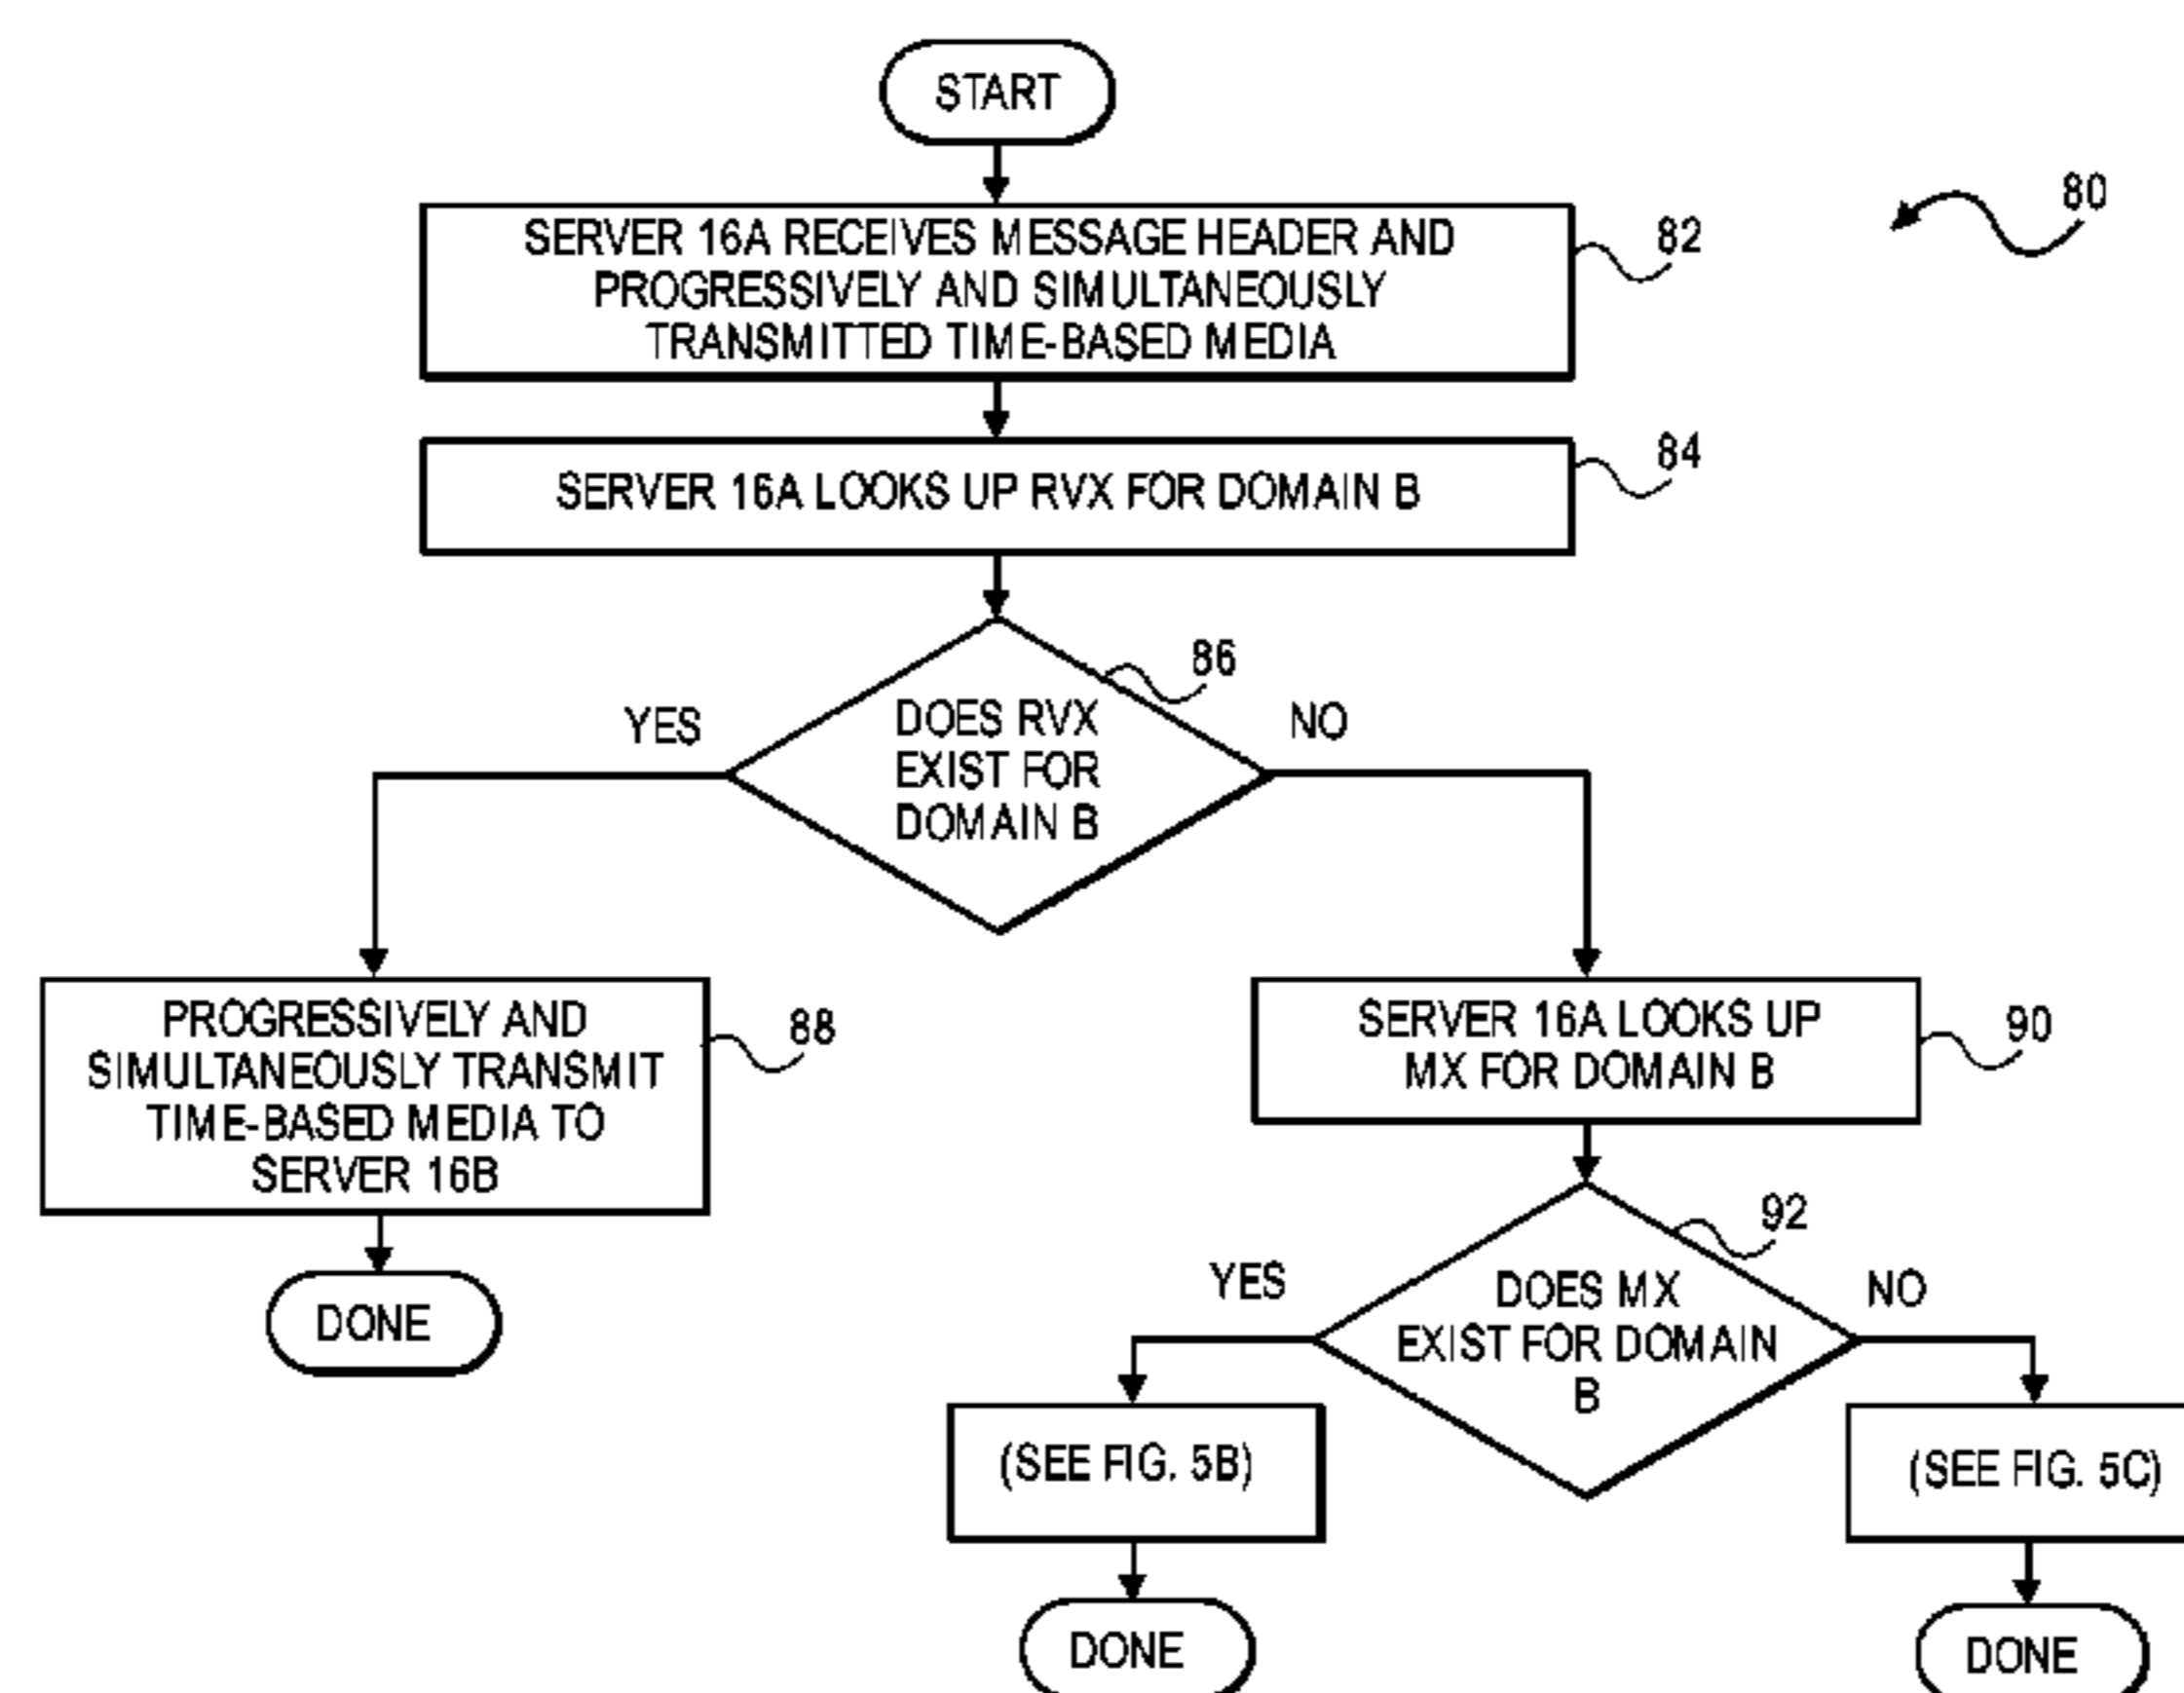 START
80
SERVER 16A RECEIVES MESSAGE HEADER AND
PROGRESSIVELY AND SIMULTANEOUSLY
TRANSMITTED TIME-BASED MEDIA
82
SERVER 16A LOOKS UP RVX FOR DOMAIN B
84
86
YES
NO
DOES RVX
EXIST FOR
DOMAIN B
PROGRESSIVELY AND
SIMULTANEOUSLY TRANSMIT
TIME-BASED MEDIA TO
SERVER 16B
88
SERVER 16A LOOKS UP
MX FOR DOMAIN B
90
DONE
92
YES
NO
DOES MX
EXIST FOR DOMAIN
B
(SEE FIG. 5B)
(SEE FIG. 5C)
DONE
DONE